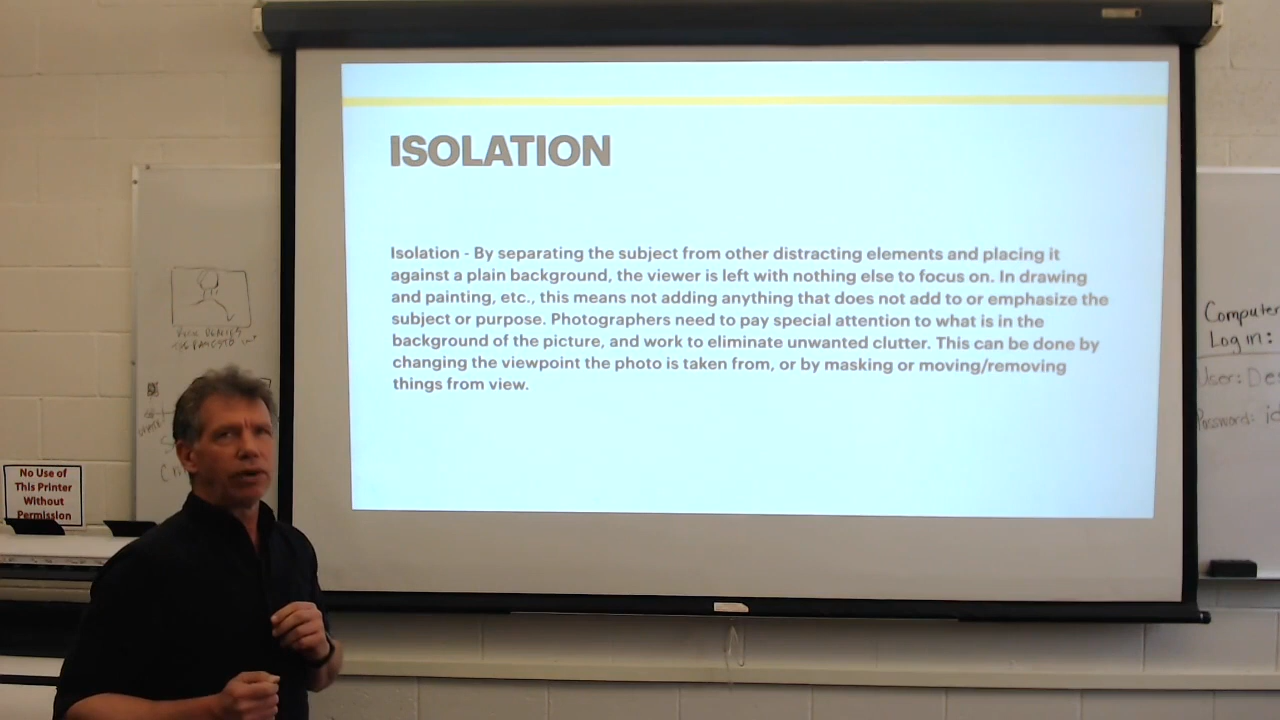 ISOLATION
Isolation - By separating the subject from other distracting elements and placing it
against a plain background, the viewer is left with nothing else to focus on. In drawing
and painting, etc., this means not adding anything that does not add to or emphasize the
subject or purpose. Photographers need to pay special attention to what is in the
background of the picture, and work to eliminate unwanted clutter. This can be done by
changing the viewpoint the photo is taken from, or by masking or moving/removing
things from view.
No Use of
This Printer
Without
Permission
Computer
Log in:
User: De
Password: